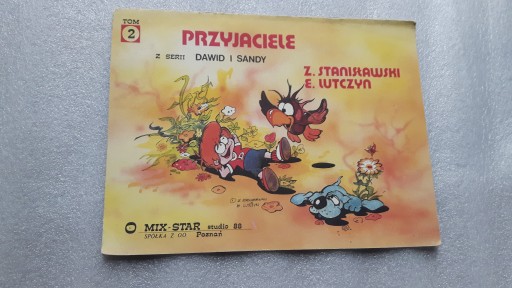 TOM
2
PRZYJACIELE
Z SERII DAWID I SANDY
Z. STANISŁAWSKI
E. LUTCZYN
MIX-STAR studio 88
SPÓŁKA Z O.O. Poznań